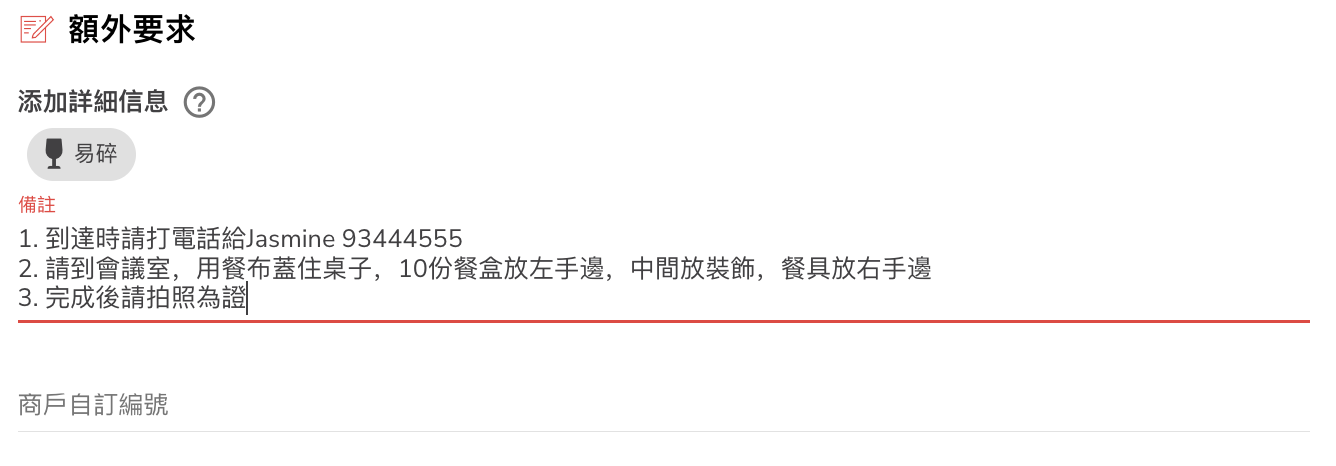 額外要求
添加詳細信息
易碎
備註
1. 到達時請打電話給Jasmine 93444555
2. 請到會議室，用餐布蓋住桌子，10份餐盒放左手邊，中間放裝飾，餐具放右手邊
3. 完成後請拍照為證
商戶自訂編號